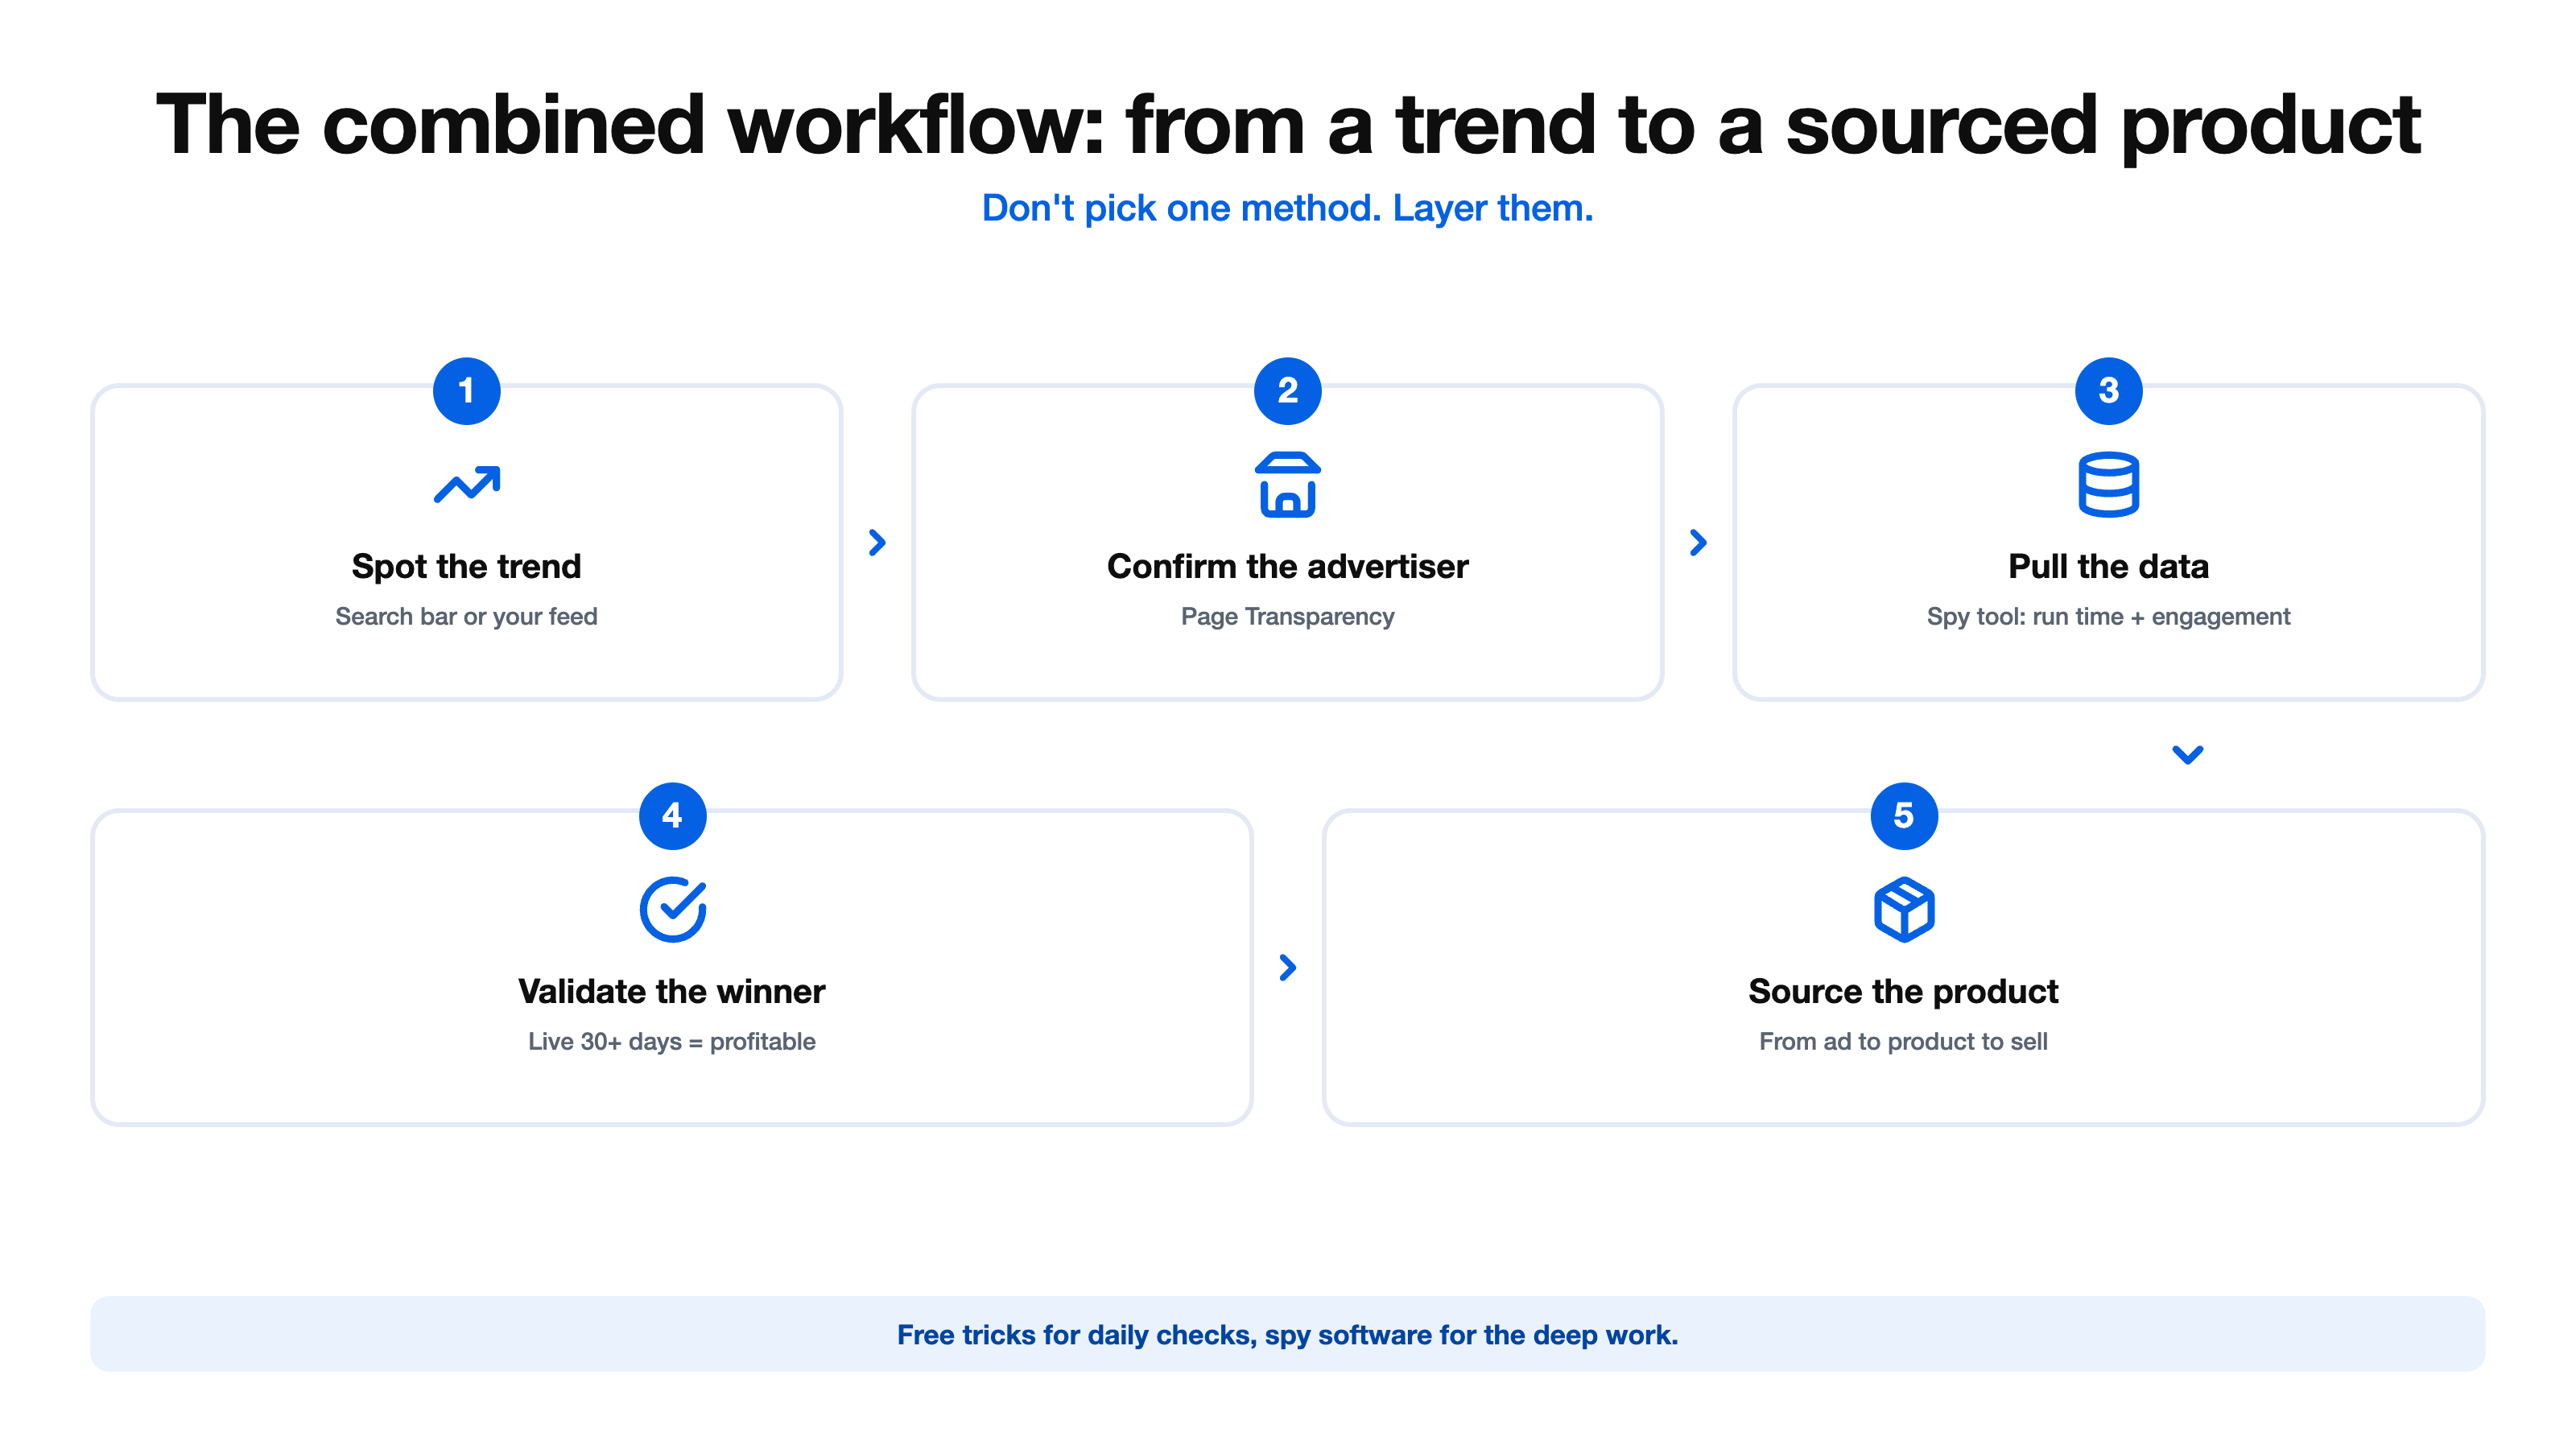 The combined workflow: from a trend to a sourced product
Don't pick one method. Layer them.
1
Spot the trend
Search bar or your feed
2
Confirm the advertiser
Page Transparency
3
Pull the data
Spy tool: run time + engagement
4
Validate the winner
Live 30+ days = profitable
5
Source the product
From ad to product to sell
Free tricks for daily checks, spy software for the deep work.